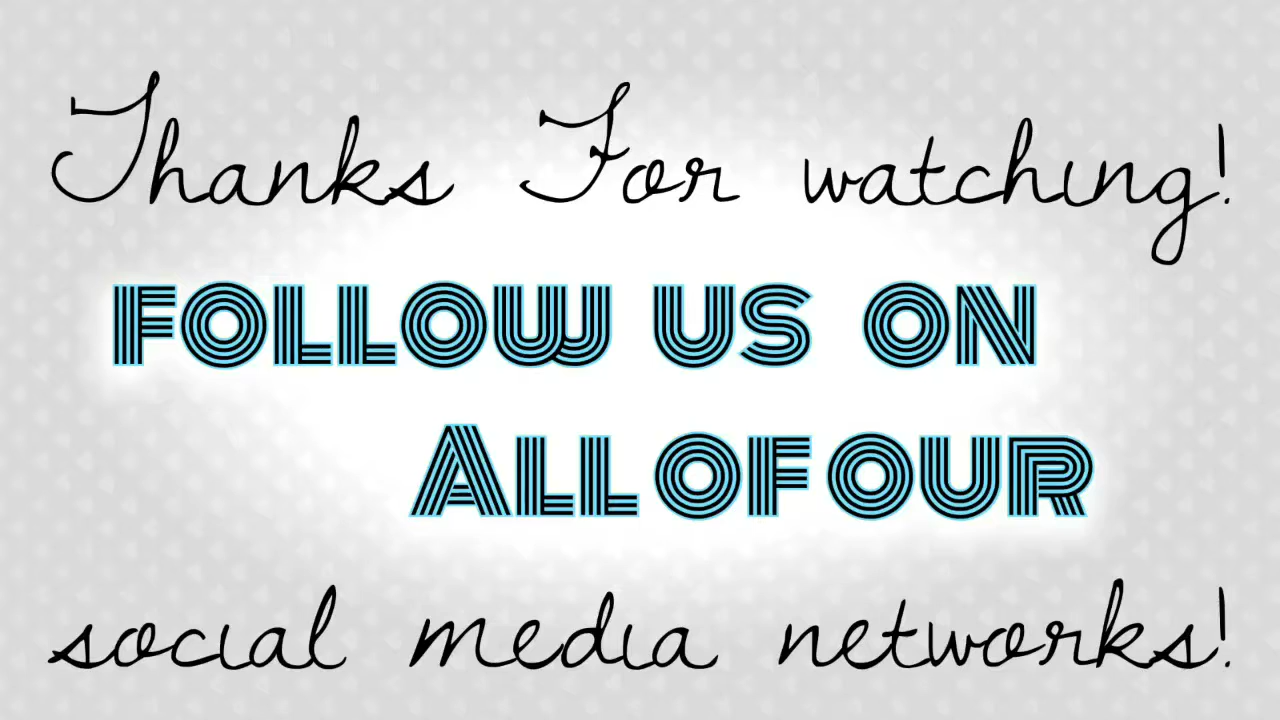 Thanks For watching!
FOLLOW US ON
ALL OF OUR
social media networks!